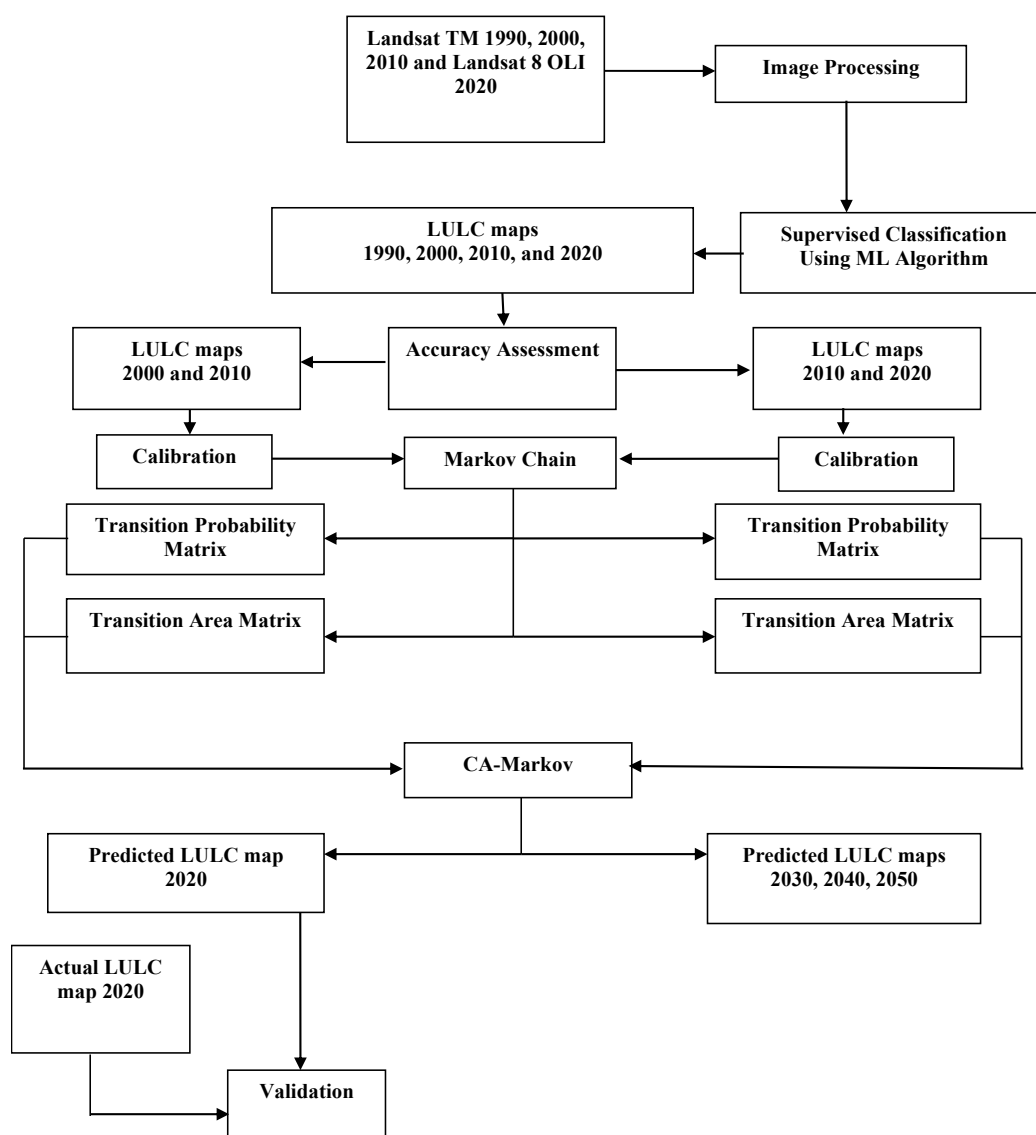 Landsat TM 1990, 2000,
2010 and Landsat 8 OLI
2020
Image Processing
LULC maps
1990, 2000, 2010, and 2020
Supervised Classification
Using ML Algorithm
LULC maps
2000 and 2010
Accuracy Assessment
LULC maps
2010 and 2020
Calibration
Markov Chain
Calibration
Transition Probability
Matrix
Transition Probability
Matrix
Transition Area Matrix
Transition Area Matrix
CA-Markov
Predicted LULC map
2020
Predicted LULC maps
2030, 2040, 2050
Actual LULC
map 2020
Validation